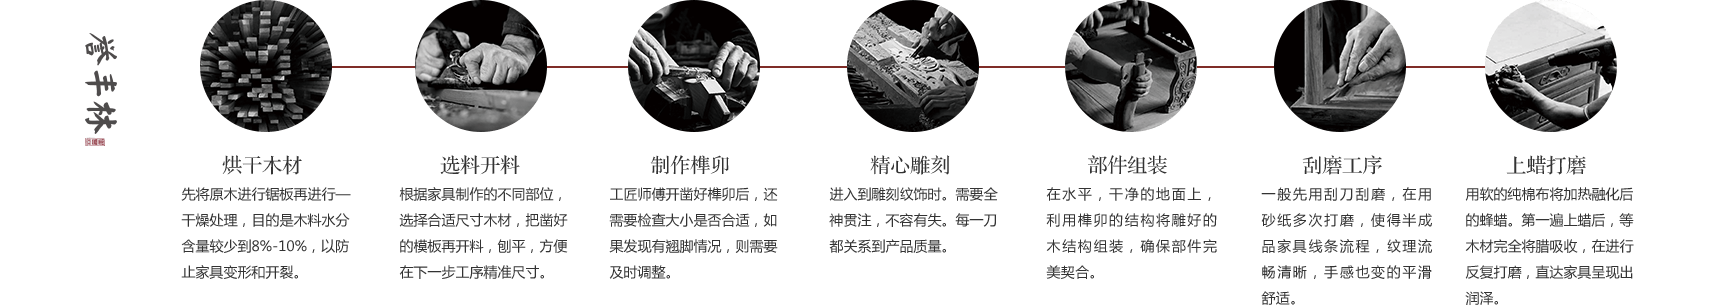 誉丰林
烘干木材
先将原木进行锯板再进行一
干燥处理，目的是木料水分
含量较少到8%-10%，以防
止家具变形和开裂。
选料开料
根据家具制作的不同部位，
选择合适尺寸木材，把凿好
的模板再开料，刨平，方便
在下一步工序精准尺寸。
制作榫卯
工匠师傅开凿好榫卯后，还
需要检查大小是否合适，如
果发现有翘脚情况，则需要
及时调整。
精心雕刻
进入到雕刻纹饰时。需要全
神贯注，不容有失。每一刀
都关系到产品质量。
部件组装
在水平，干净的地面上，
利用榫卯的结构将雕好的
木结构组装，确保部件完
美契合。
刮磨工序
一般先用刮刀刮磨，在用
砂纸多次打磨，使得半成
品家具线条流程，纹理流
畅清晰，手感也变的平滑
舒适。
上蜡打磨
用软的纯棉布将加热融化后
的蜂蜡。第一遍上蜡后，等
木材完全将腊吸收，在进行
反复打磨，直达家具呈现出
润泽。